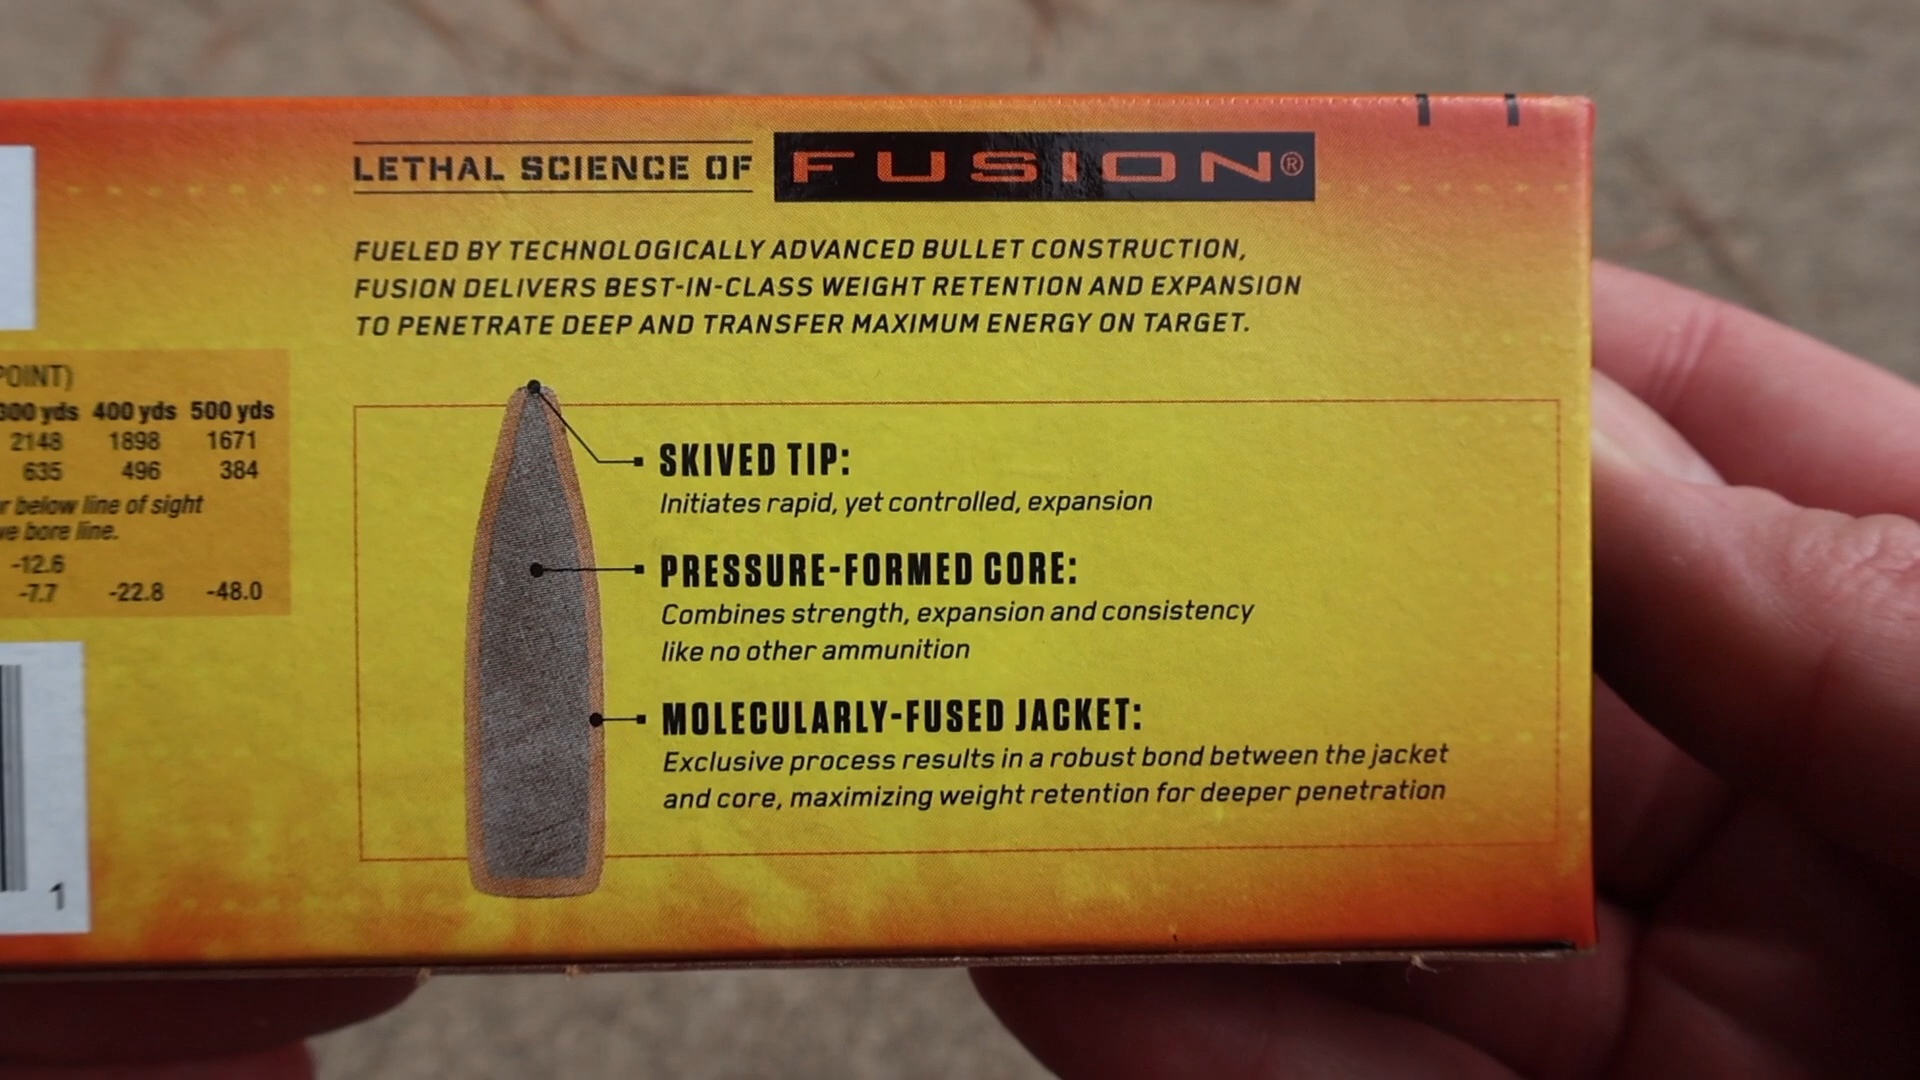 LETHAL SCIENCE OF FUSION®
FUELED BY TECHNOLOGICALLY ADVANCED BULLET CONSTRUCTION,
FUSION DELIVERS BEST-IN-CLASS WEIGHT RETENTION AND EXPANSION
TO PENETRATE DEEP AND TRANSFER MAXIMUM ENERGY ON TARGET.
SKIVED TIP:
Initiates rapid, yet controlled, expansion
PRESSURE-FORMED CORE:
Combines strength, expansion and consistency
like no other ammunition
MOLECULARLY-FUSED JACKET:
Exclusive process results in a robust bond between the jacket
and core, maximizing weight retention for deeper penetration
POINT)
300 yds 400 yds 500 yds
2148 1898 1671
635 496 384
below line of sight
bore line.
-12.6
-7.7 -22.8 -48.0
1